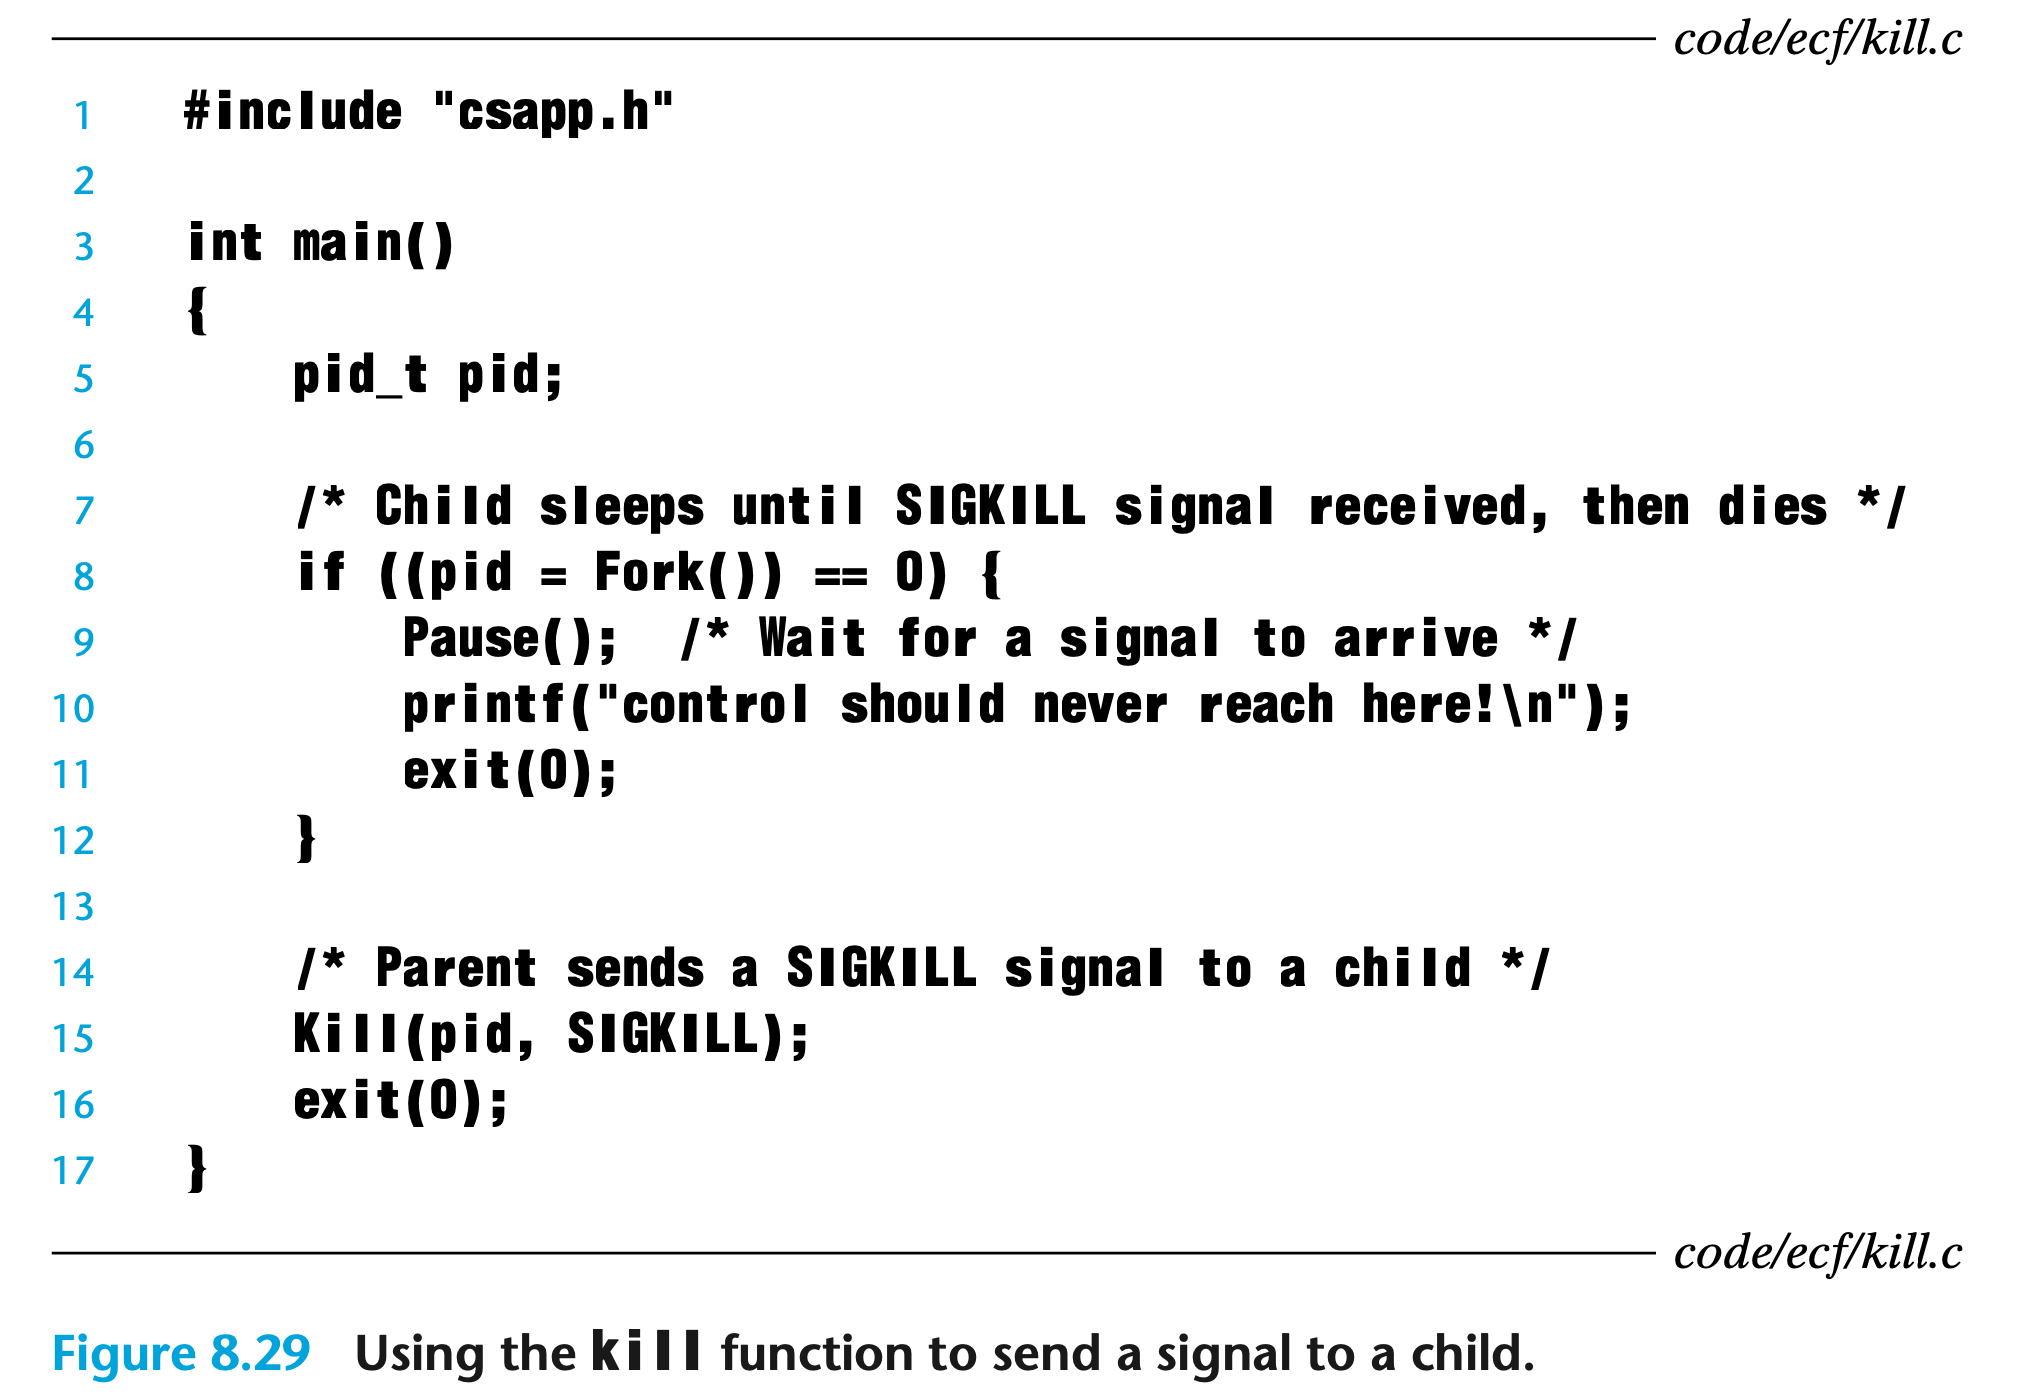 code/ecf/kill.c
1 #include "csapp.h"
2
3 int main()
4 {
5     pid_t pid;
6
7     /* Child sleeps until SIGKILL signal received, then dies */
8     if ((pid = Fork()) == 0) {
9         Pause();  /* Wait for a signal to arrive */
10         printf("control should never reach here!\n");
11         exit(0);
12     }
13
14     /* Parent sends a SIGKILL signal to a child */
15     Kill(pid, SIGKILL);
16     exit(0);
17 }
code/ecf/kill.c
Figure 8.29 Using the kill function to send a signal to a child.